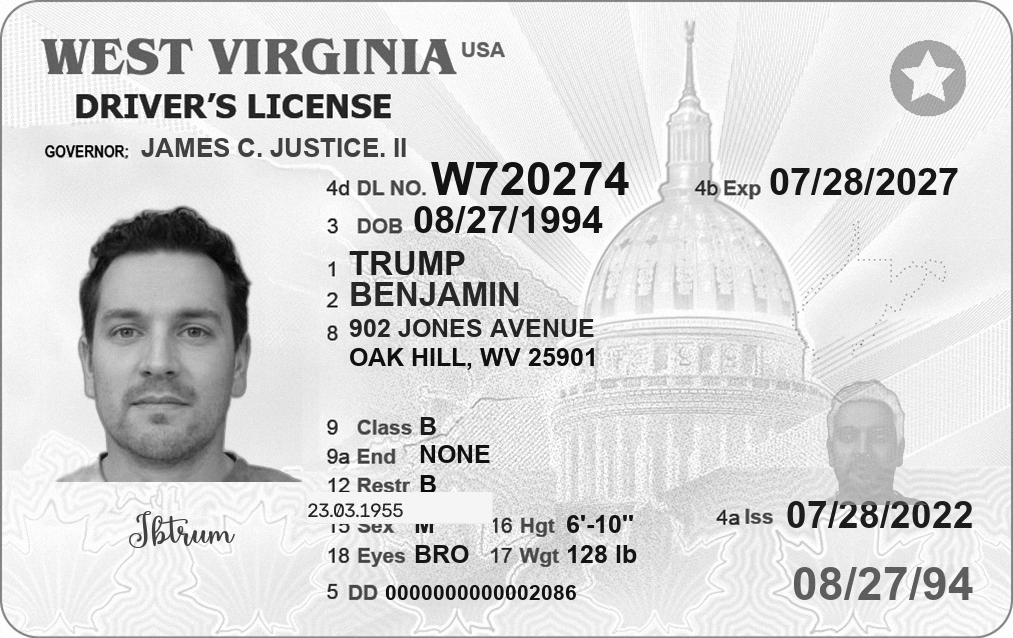 WEST VIRGINIA USA
DRIVER'S LICENSE
GOVERNOR; JAMES C. JUSTICE. II
4d DL NO. W720274 4b Exp 07/28/2027
3 DOB 08/27/1994
1 TRUMP
2 BENJAMIN
8 902 JONES AVENUE
OAK HILL, WV 25901
9 Class B
9a End NONE
12 Restr B
23.03.1955
15 Sex M 16 Hgt 6'-10" 4a Iss 07/28/2022
Jbtrum
18 Eyes BRO 17 Wgt 128 lb
5 DD 0000000000002086 08/27/94